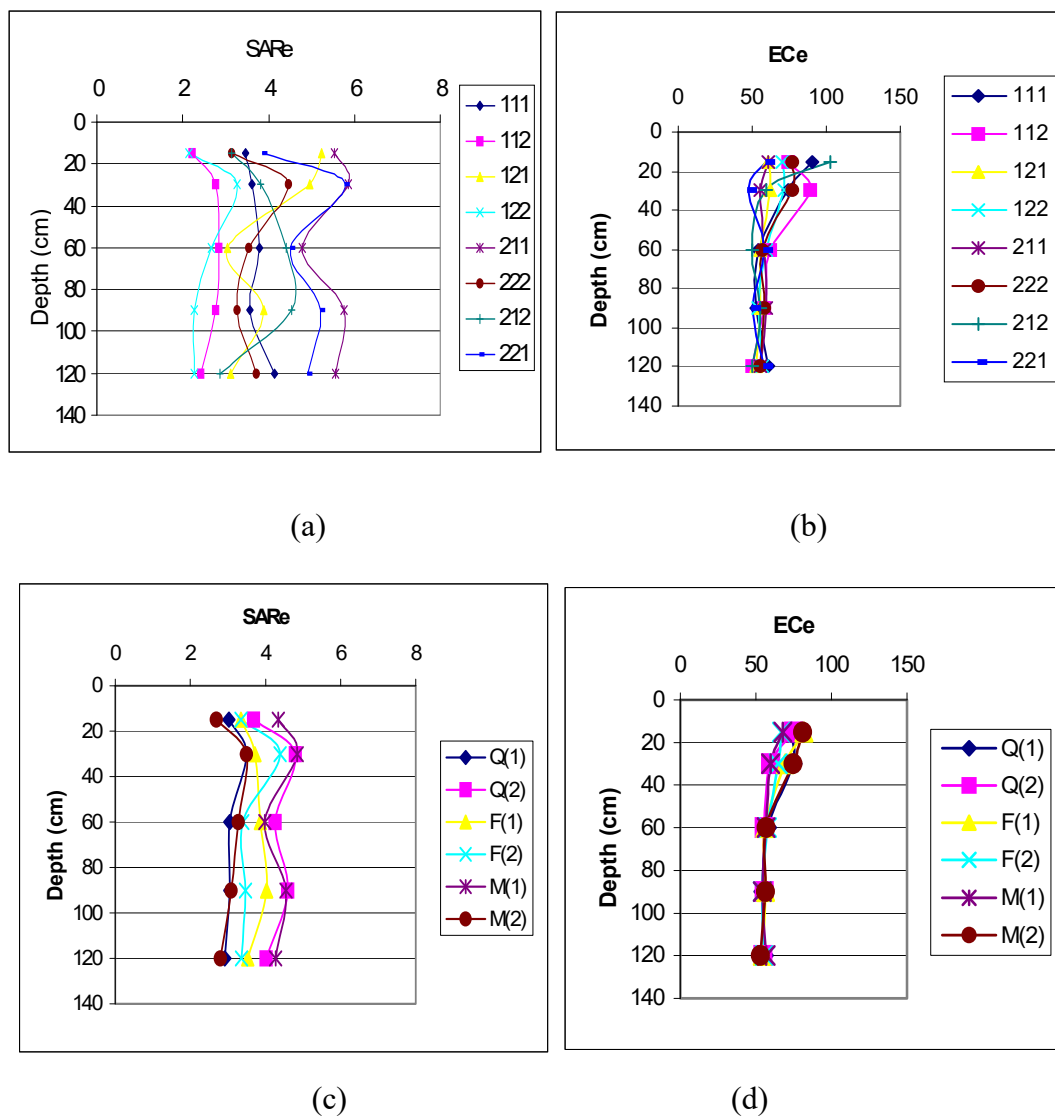 SARe
0 2 4 6 8
0
20
40
60
80
100
120
140
Depth (cm)
111
112
121
122
211
222
212
221
(a)
ECe
0 50 100 150
0
20
40
60
80
100
120
140
Depth (cm)
111
112
121
122
211
222
212
221
(b)
SARe
0 2 4 6 8
0
20
40
60
80
100
120
140
Depth (cm)
Q(1)
Q(2)
F(1)
F(2)
M(1)
M(2)
(c)
ECe
0 50 100 150
0
20
40
60
80
100
120
140
Depth (cm)
Q(1)
Q(2)
F(1)
F(2)
M(1)
M(2)
(d)